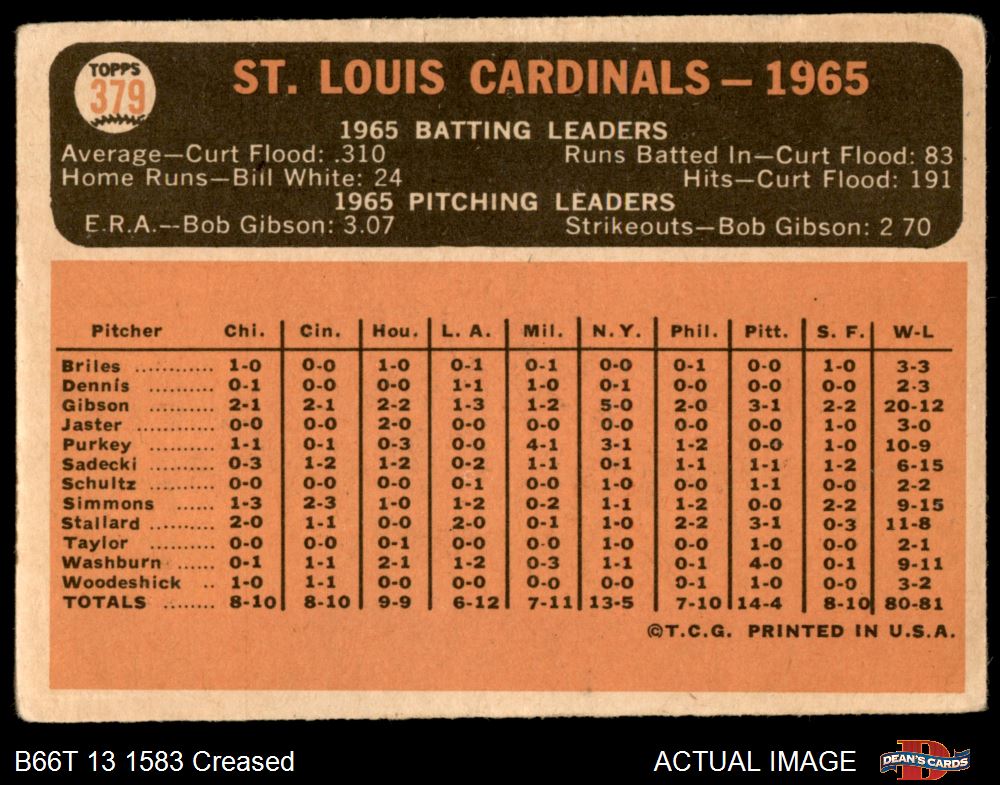 TOPPS
379
ST. LOUIS CARDINALS — 1965
1965 BATTING LEADERS
Average—Curt Flood: .310 Runs Batted In—Curt Flood: 83
Home Runs—Bill White: 24 Hits—Curt Flood: 191
1965 PITCHING LEADERS
E.R.A.—Bob Gibson: 3.07 Strikeouts—Bob Gibson: 2 70
Pitcher Chi. Cin. Hou. L. A. Mil. N. Y. Phil. Pitt. S. F. W-L
Briles ........... 1-0 0-0 1-0 0-1 0-1 0-0 0-1 0-0 1-0 3-3
Dennis .......... 0-1 0-0 0-0 1-1 1-0 0-1 0-0 0-0 0-0 2-3
Gibson ......... 2-1 2-1 2-2 1-3 1-2 5-0 2-0 3-1 2-2 20-12
Jaster ........... 0-0 0-0 2-0 0-0 0-0 0-0 0-0 0-0 1-0 3-0
Purkey ......... 1-1 0-1 0-3 0-0 4-1 3-1 1-2 0-0 1-0 10-9
Sadecki ......... 0-3 1-2 1-2 0-2 1-1 0-1 1-1 1-1 1-2 6-15
Schultz ......... 0-0 0-0 0-0 0-1 0-0 1-0 0-0 1-1 0-0 2-2
Simmons ...... 1-3 2-3 1-0 1-2 0-2 1-1 1-2 0-0 2-2 9-15
Stallard ......... 2-0 1-1 0-0 2-0 0-1 1-0 2-2 3-1 0-3 11-8
Taylor ......... 0-0 0-0 0-1 0-0 0-0 1-0 0-0 1-0 0-0 2-1
Washburn ...... 0-1 1-1 2-1 1-2 0-3 1-1 0-1 4-0 0-1 9-11
Woodeshick .. 1-0 1-1 0-0 0-0 0-0 0-0 0-1 1-0 0-0 3-2
TOTALS ........ 8-10 8-10 9-9 6-12 7-11 13-5 7-10 14-4 8-10 80-81
©T.C.G. PRINTED IN U.S.A.
B66T 13 1583 Creased ACTUAL IMAGE D DEAN'S CARDS